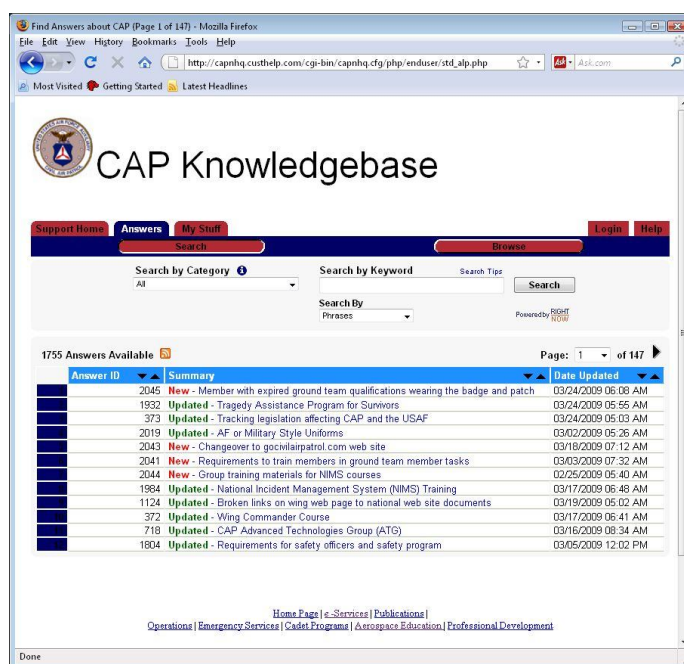 Find Answers about CAP (Page 1 of 147) - Mozilla Firefox
File Edit View History Bookmarks Tools Help
http://capnhq.custhelp.com/cgi-bin/capnhq.cfg/php/enduser/std_alp.php Ask Ask.com
Most Visited Getting Started Latest Headlines
CAP Knowledgebase
Support Home Answers My Stuff Login Help
Search Browse
Search by Category Search by Keyword Search Tips
All Search
Search By
Phrases Powered by RIGHT NOW
1755 Answers Available Page: 1 of 147
Answer ID Summary Date Updated
2045 New - Member with expired ground team qualifications wearing the badge and patch 03/24/2009 06:08 AM
1932 Updated - Tragedy Assistance Program for Survivors 03/24/2009 05:55 AM
373 Updated - Tracking legislation affecting CAP and the USAF 03/24/2009 05:03 AM
2019 Updated - AF or Military Style Uniforms 03/02/2009 05:26 AM
2043 New - Changeover to gocivilairpatrol.com web site 03/18/2009 07:12 AM
2041 New - Requirements to train members in ground team member tasks 03/03/2009 07:32 AM
2044 New - Group training materials for NIMS courses 02/25/2009 05:40 AM
1984 Updated - National Incident Management System (NIMS) Training 03/17/2009 06:48 AM
1124 Updated - Broken links on wing web page to national web site documents 03/19/2009 05:02 AM
372 Updated - Wing Commander Course 03/17/2009 06:41 AM
718 Updated - CAP Advanced Technologies Group (ATG) 03/16/2009 08:34 AM
1804 Updated - Requirements for safety officers and safety program 03/05/2009 12:02 PM
Home Page | e -Services | Publications |
Operations | Emergency Services | Cadet Programs | Aerospace Education | Professional Development
Done